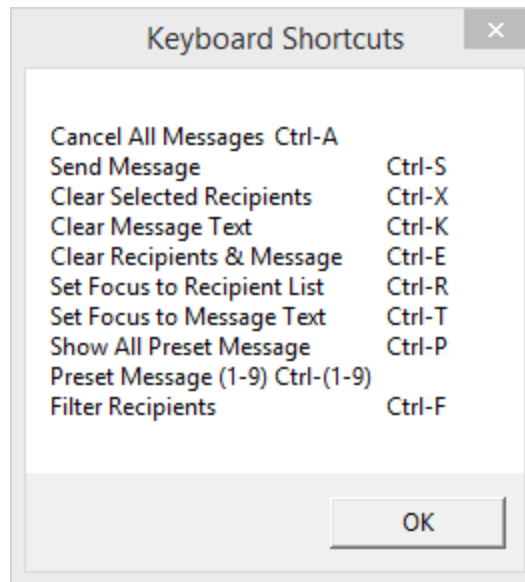 Keyboard Shortcuts
Cancel All Messages Ctrl-A
Send Message Ctrl-S
Clear Selected Recipients Ctrl-X
Clear Message Text Ctrl-K
Clear Recipients & Message Ctrl-E
Set Focus to Recipient List Ctrl-R
Set Focus to Message Text Ctrl-T
Show All Preset Message Ctrl-P
Preset Message (1-9) Ctrl-(1-9)
Filter Recipients Ctrl-F
OK